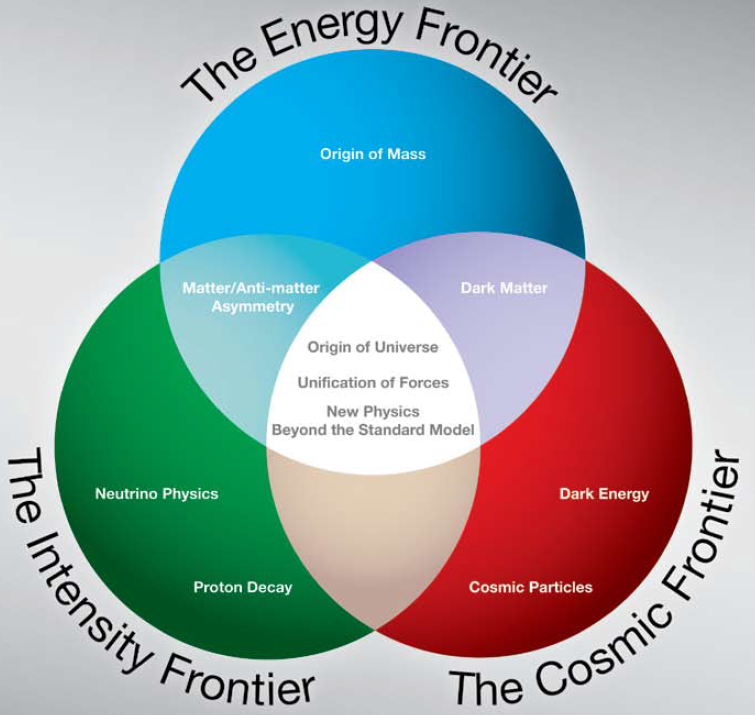 The Energy Frontier
Origin of Mass
Matter/Anti-matter
Asymmetry
Dark Matter
Origin of Universe
Unification of Forces
New Physics
Beyond the Standard Model
Neutrino Physics
Dark Energy
Proton Decay
Cosmic Particles
The Intensity Frontier
The Cosmic Frontier